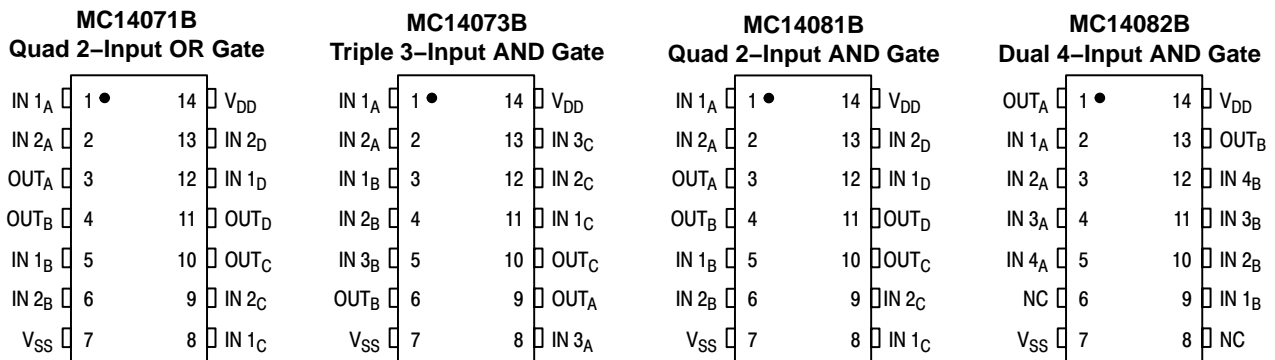 MC14071B
Quad 2–Input OR Gate
IN 1A 1 14 VDD
IN 2A 2 13 IN 2D
OUTA 3 12 IN 1D
OUTB 4 11 OUTD
IN 1B 5 10 OUTC
IN 2B 6 9 IN 2C
VSS 7 8 IN 1C
MC14073B
Triple 3–Input AND Gate
IN 1A 1 14 VDD
IN 2A 2 13 IN 3C
IN 1B 3 12 IN 2C
IN 2B 4 11 IN 1C
IN 3B 5 10 OUTC
OUTB 6 9 OUTA
VSS 7 8 IN 3A
MC14081B
Quad 2–Input AND Gate
IN 1A 1 14 VDD
IN 2A 2 13 IN 2D
OUTA 3 12 IN 1D
OUTB 4 11 OUTD
IN 1B 5 10 OUTC
IN 2B 6 9 IN 2C
VSS 7 8 IN 1C
MC14082B
Dual 4–Input AND Gate
OUTA 1 14 VDD
IN 1A 2 13 OUTB
IN 2A 3 12 IN 4B
IN 3A 4 11 IN 3B
IN 4A 5 10 IN 2B
NC 6 9 IN 1B
VSS 7 8 NC